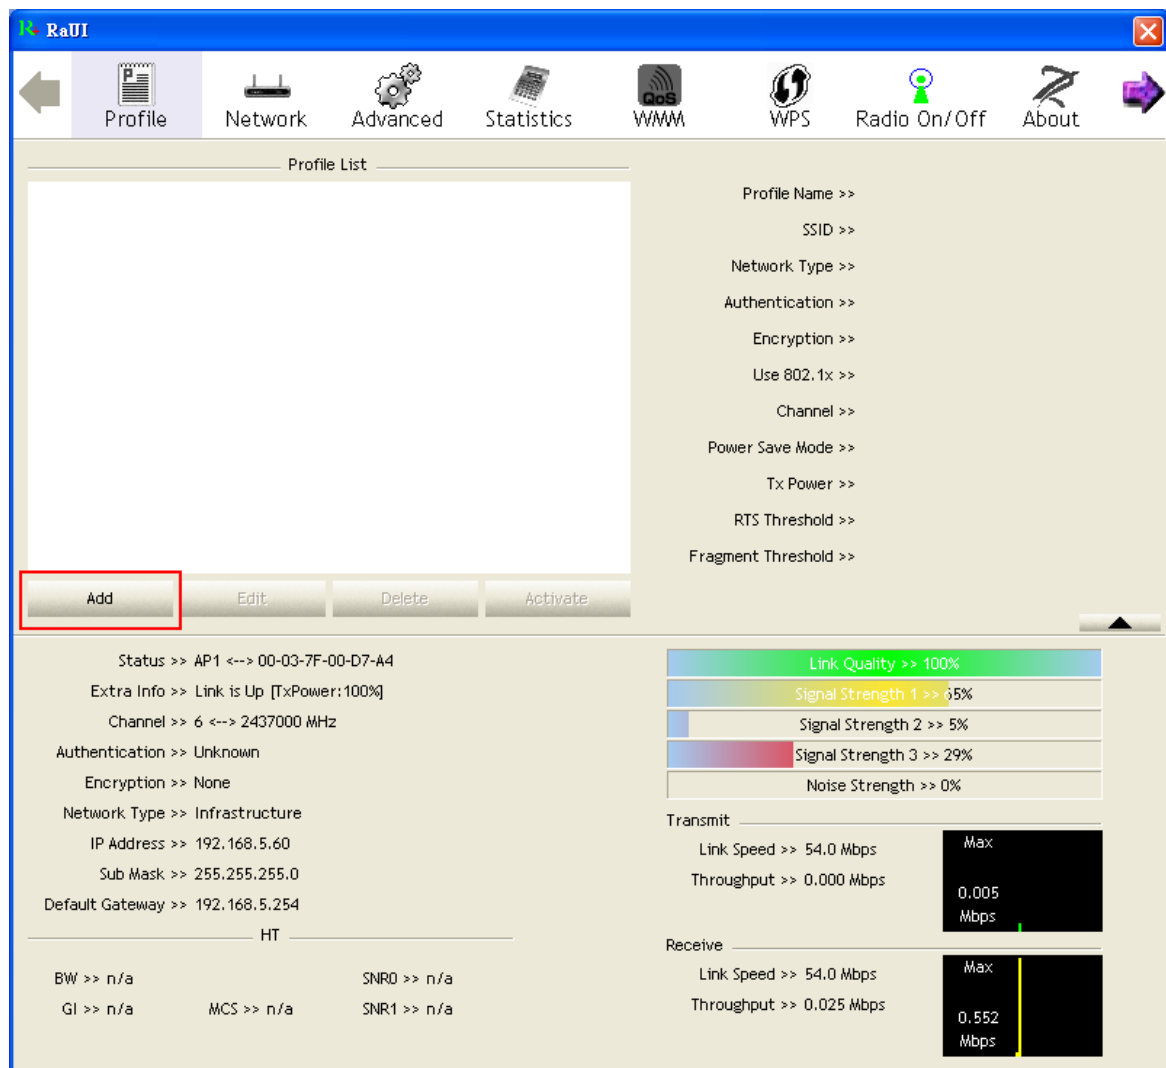 RaUI
Profile Network Advanced Statistics QoS WMM WPS Radio On/Off About
Profile List
Profile Name >>
SSID >>
Network Type >>
Authentication >>
Encryption >>
Use 802.1x >>
Channel >>
Power Save Mode >>
Tx Power >>
RTS Threshold >>
Fragment Threshold >>
Add Edit Delete Activate
Status >> AP1 <--> 00-03-7F-00-D7-A4
Extra Info >> Link is Up [TxPower:100%]
Channel >> 6 <--> 2437000 MHz
Authentication >> Unknown
Encryption >> None
Network Type >> Infrastructure
IP Address >> 192.168.5.60
Sub Mask >> 255.255.255.0
Default Gateway >> 192.168.5.254
HT
BW >> n/a SNR0 >> n/a
GI >> n/a MCS >> n/a SNR1 >> n/a
Link Quality >> 100%
Signal Strength 1 >> 65%
Signal Strength 2 >> 5%
Signal Strength 3 >> 29%
Noise Strength >> 0%
Transmit
Link Speed >> 54.0 Mbps
Throughput >> 0.000 Mbps
Max
0.005
Mbps
Receive
Link Speed >> 54.0 Mbps
Throughput >> 0.025 Mbps
Max
0.552
Mbps